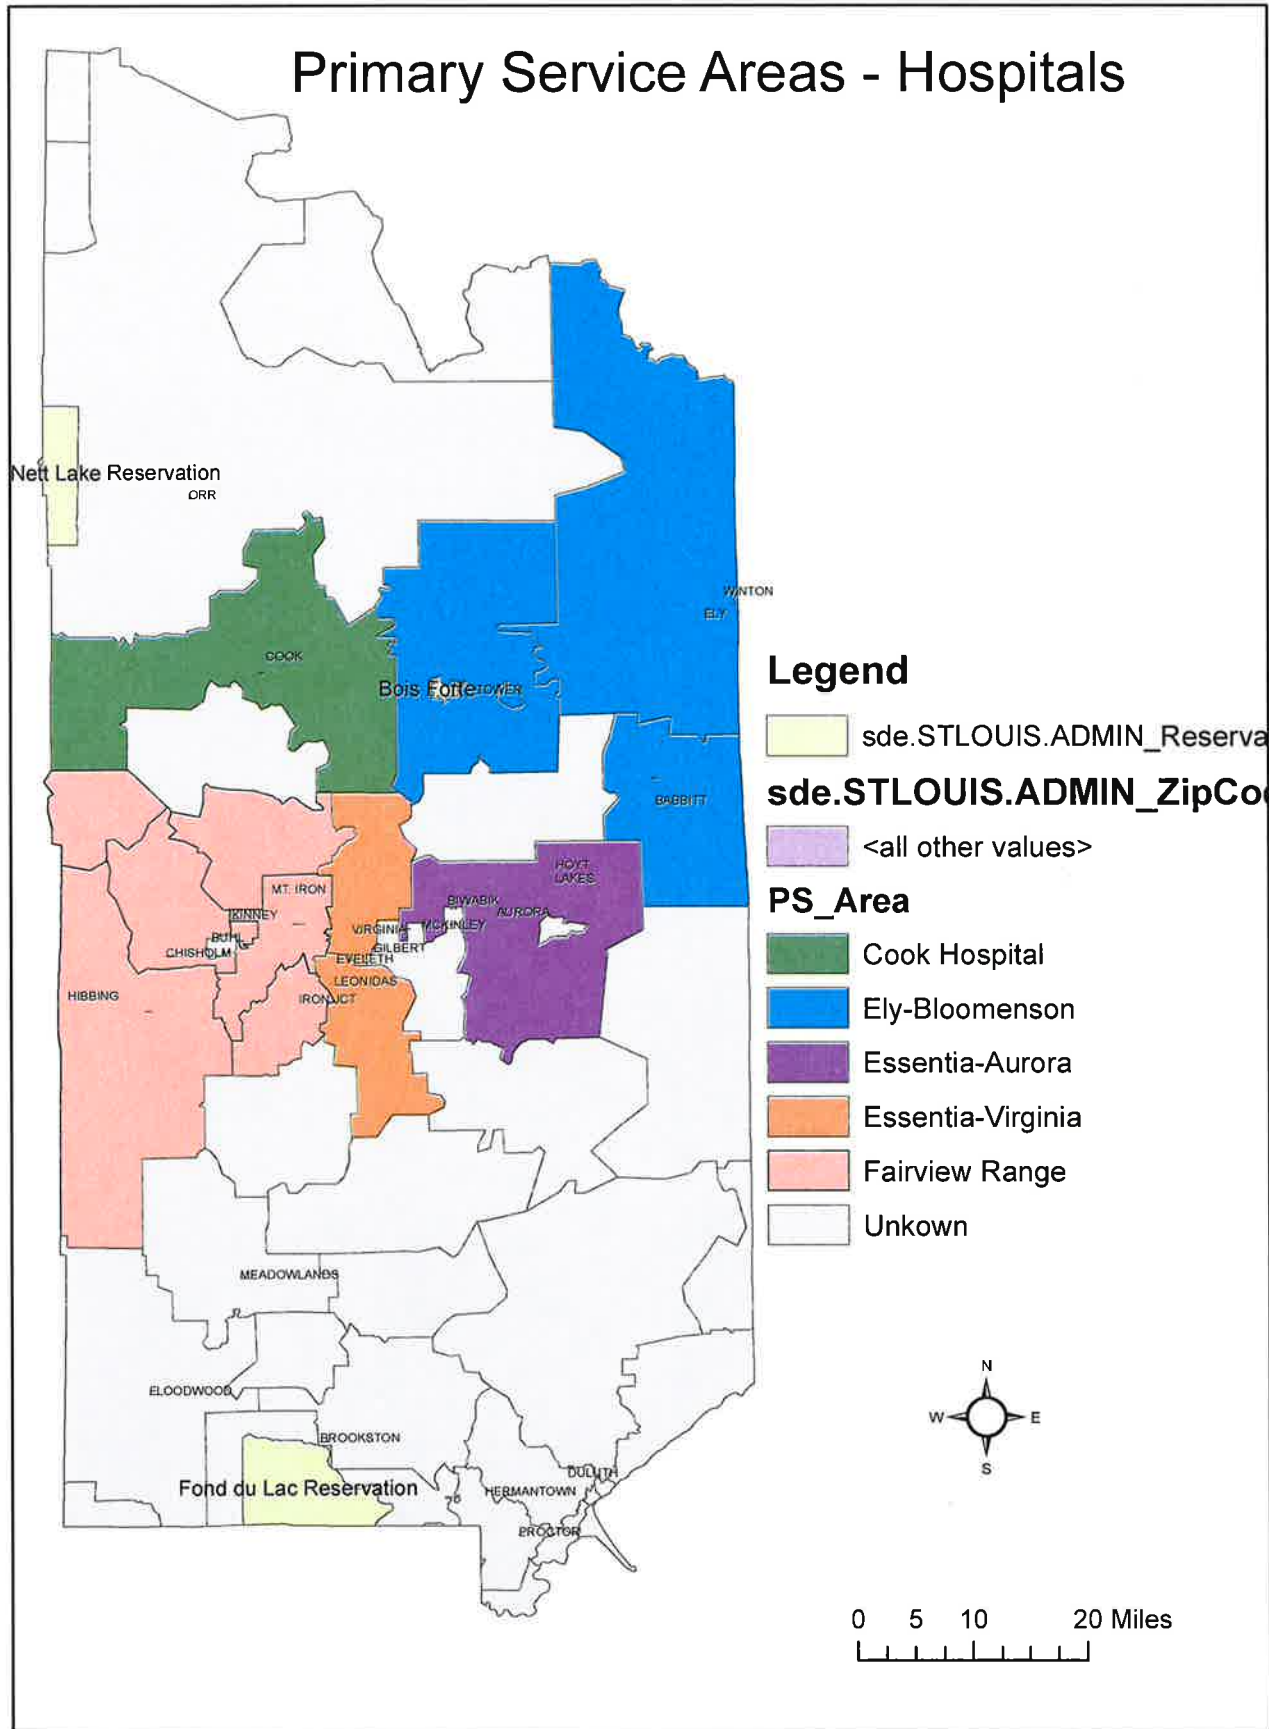 Primary Service Areas - Hospitals
Nett Lake Reservation
ORR
WINTON
ELY
COOK
Bois Forte
TOWER
BABBITT
HOYT
LAKES
MT. IRON
BIWABIK
KINNEY
AURORA
VIRGINIA
MCKINLEY
BUHL
GILBERT
CHISHOLM
EVELETH
LEONIDAS
HIBBING
IRON JCT
MEADOWLANDS
ELOODWOOD
BROOKSTON
Fond du Lac Reservation
DULUTH
HERMANTOWN
PROCTOR
Legend
sde.STLOUIS.ADMIN_Reserva
sde.STLOUIS.ADMIN_ZipCo
<all other values>
PS_Area
Cook Hospital
Ely-Bloomenson
Essentia-Aurora
Essentia-Virginia
Fairview Range
Unkown
N
W E
S
0 5 10 20 Miles